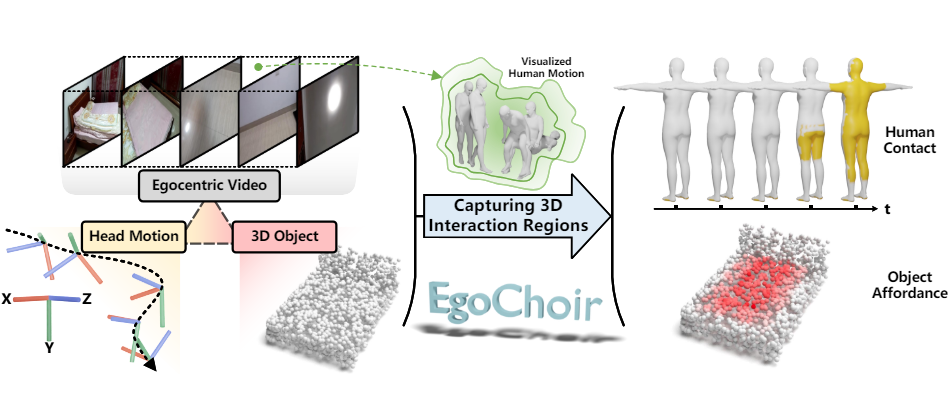 Visualized
Human Motion
Egocentric Video
Head Motion
3D Object
X
Z
Y
Capturing 3D
Interaction Regions
EgoChoir
Human
Contact
t
Object
Affordance